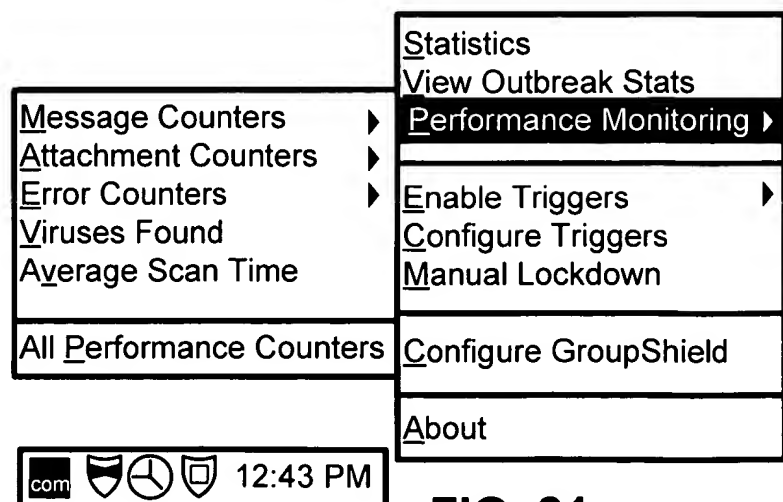 Statistics
View Outbreak Stats
Performance Monitoring
Enable Triggers
Configure Triggers
Manual Lockdown
Configure GroupShield
About
Message Counters
Attachment Counters
Error Counters
Viruses Found
Average Scan Time
All Performance Counters
com 12:43 PM